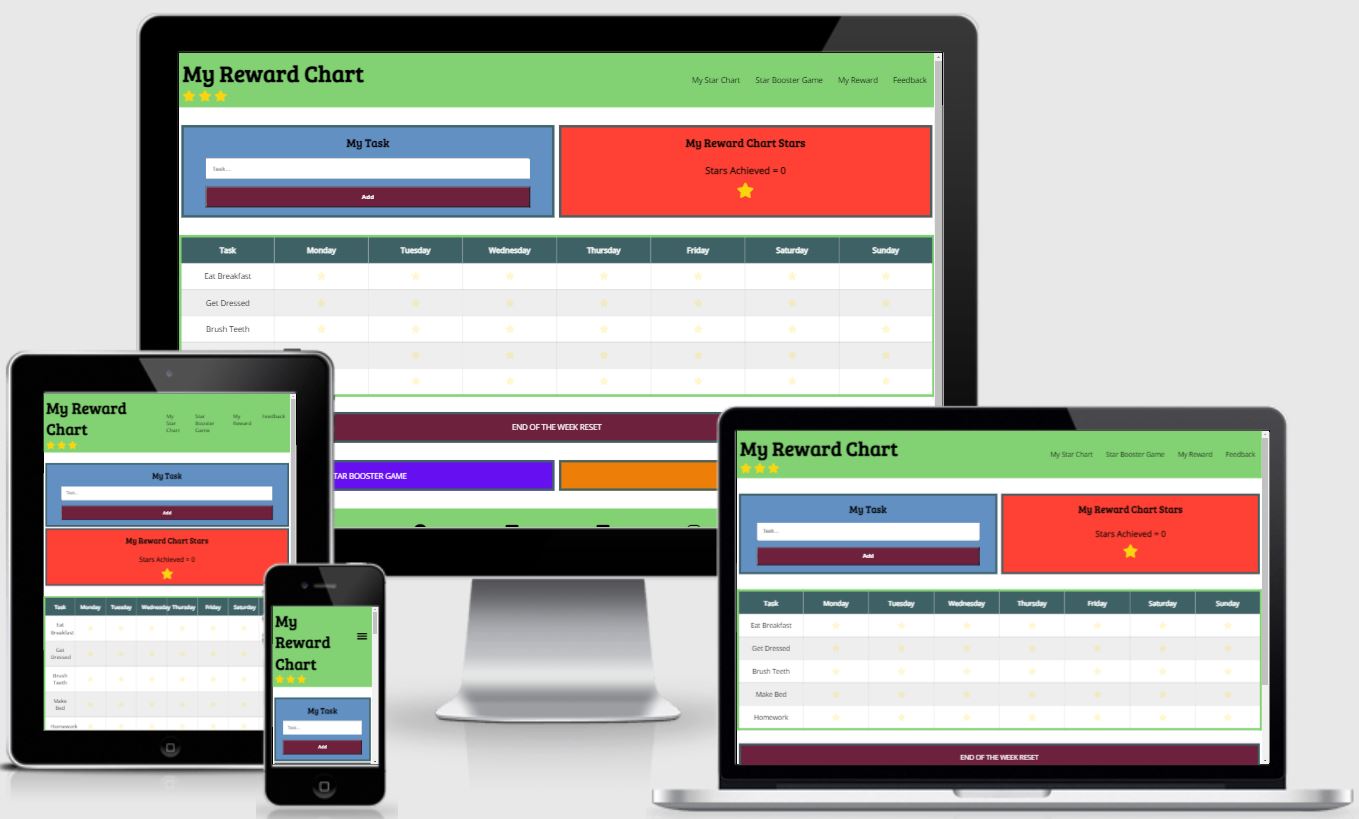 My Reward Chart
My Star Chart Star Booster Game My Reward Feedback
My Task
Task...
Add
My Reward Chart Stars
Stars Achieved = 0
Task Monday Tuesday Wednesday Thursday Friday Saturday Sunday
Eat Breakfast
Get Dressed
Brush Teeth
END OF THE WEEK RESET
TAR BOOSTER GAME
My Reward
Chart
My
Star
Chart
Star
Booster
Game
My
Reward
Feedback
My Task
Task...
Add
My Reward Chart Stars
Stars Achieved = 0
Task Monday Tuesday Wednesday Thursday Friday Saturday
Eat
Breakfast
Get
Dressed
Brush
Teeth
Make
Bed
Homework
My
Reward
Chart
My Task
Task...
Add
My Reward Chart
My Star Chart Star Booster Game My Reward Feedback
My Task
Task...
Add
My Reward Chart Stars
Stars Achieved = 0
Task Monday Tuesday Wednesday Thursday Friday Saturday Sunday
Eat Breakfast
Get Dressed
Brush Teeth
Make Bed
Homework
END OF THE WEEK RESET